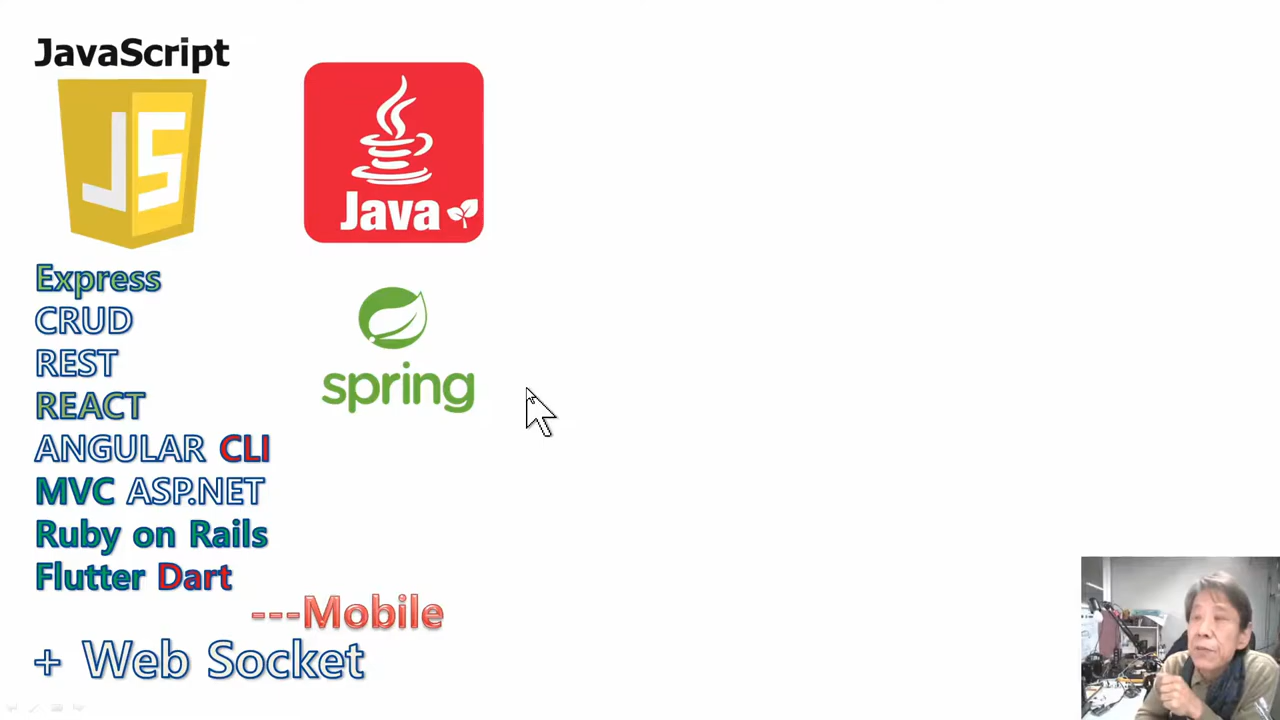 JavaScript
JS
Express
CRUD
REST
REACT
ANGULAR CLI
MVC ASP.NET
Ruby on Rails
Flutter Dart
---Mobile
+ Web Socket
Java
spring